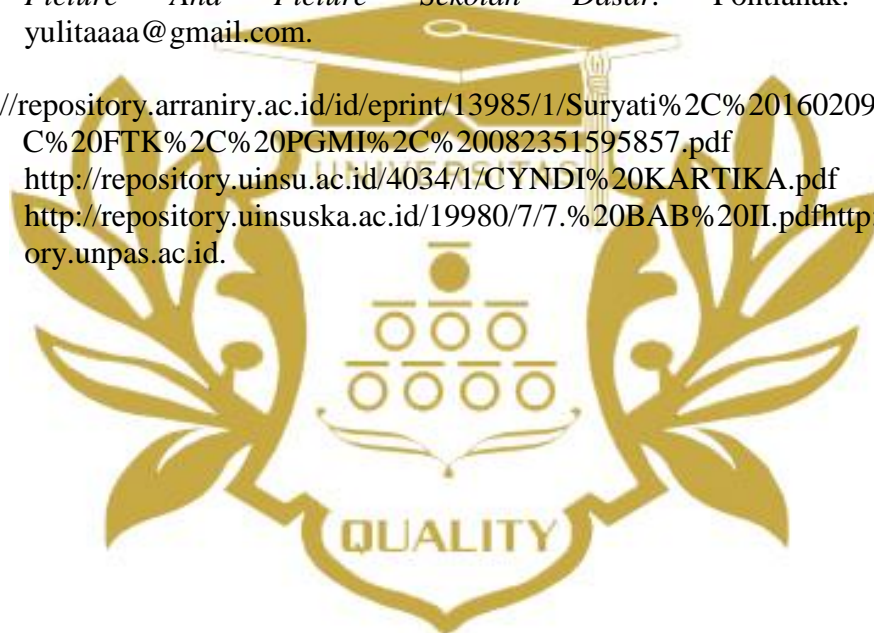 Picture And Picture Sekolah Dasar. Pontianak.
yulitaaaa@gmail.com.
//repository.arraniry.ac.id/id/eprint/13985/1/Suryati%2C%20160209
C%20FTK%2C%20PGMI%2C%20082351595857.pdf
UNIVERSITAS
http://repository.uinsu.ac.id/4034/1/CYNDI%20KARTIKA.pdf
http://repository.uinsuska.ac.id/19980/7/7.%20BAB%20II.pdfhttp:
ory.unpas.ac.id.
QUALITY